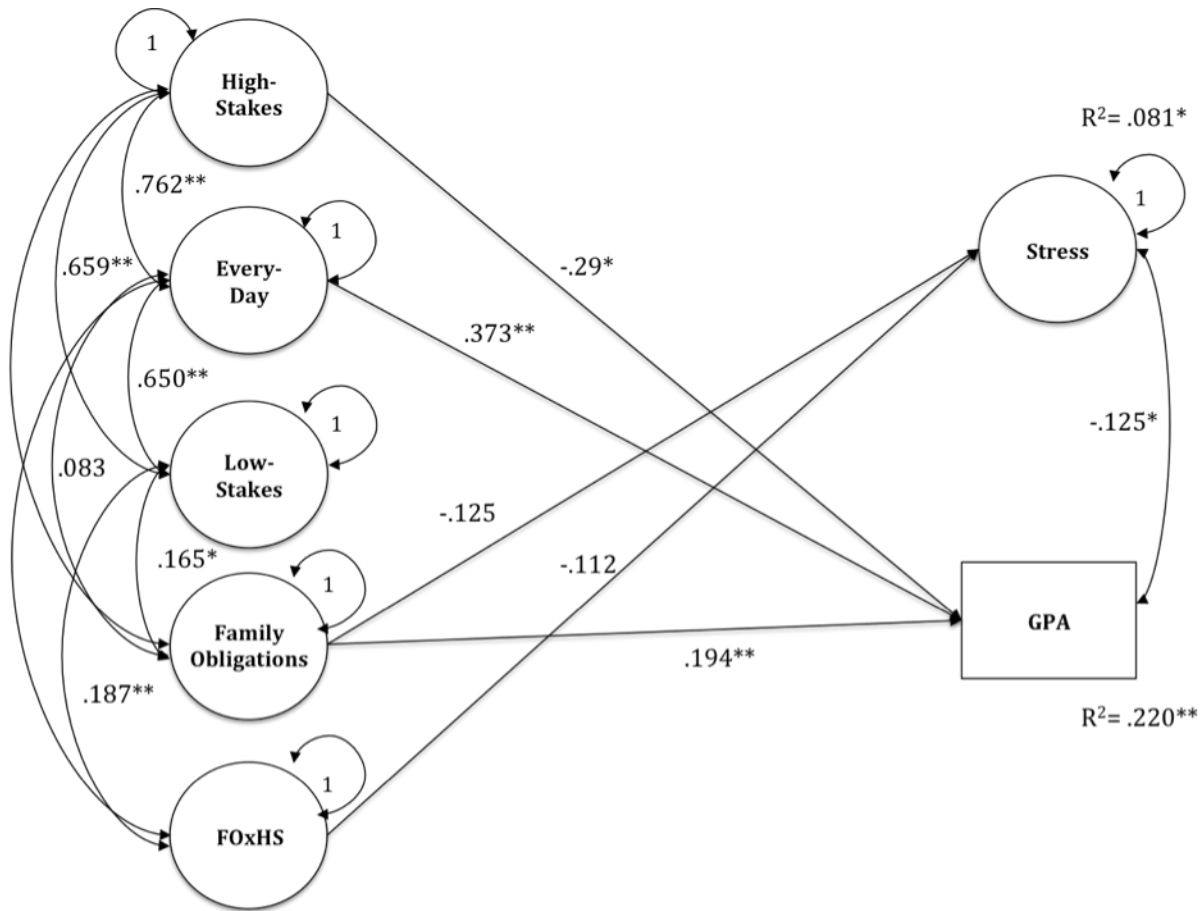 1
High-
Stakes
R²= .081*
.762**
1
Every-
Day
1
Stress
.659**
-.29*
.373**
.650**
1
Low-
Stakes
-.125*
.083
-.125
.165*
-.112
1
Family
Obligations
GPA
.194**
.187**
R²= .220**
1
FOxHS